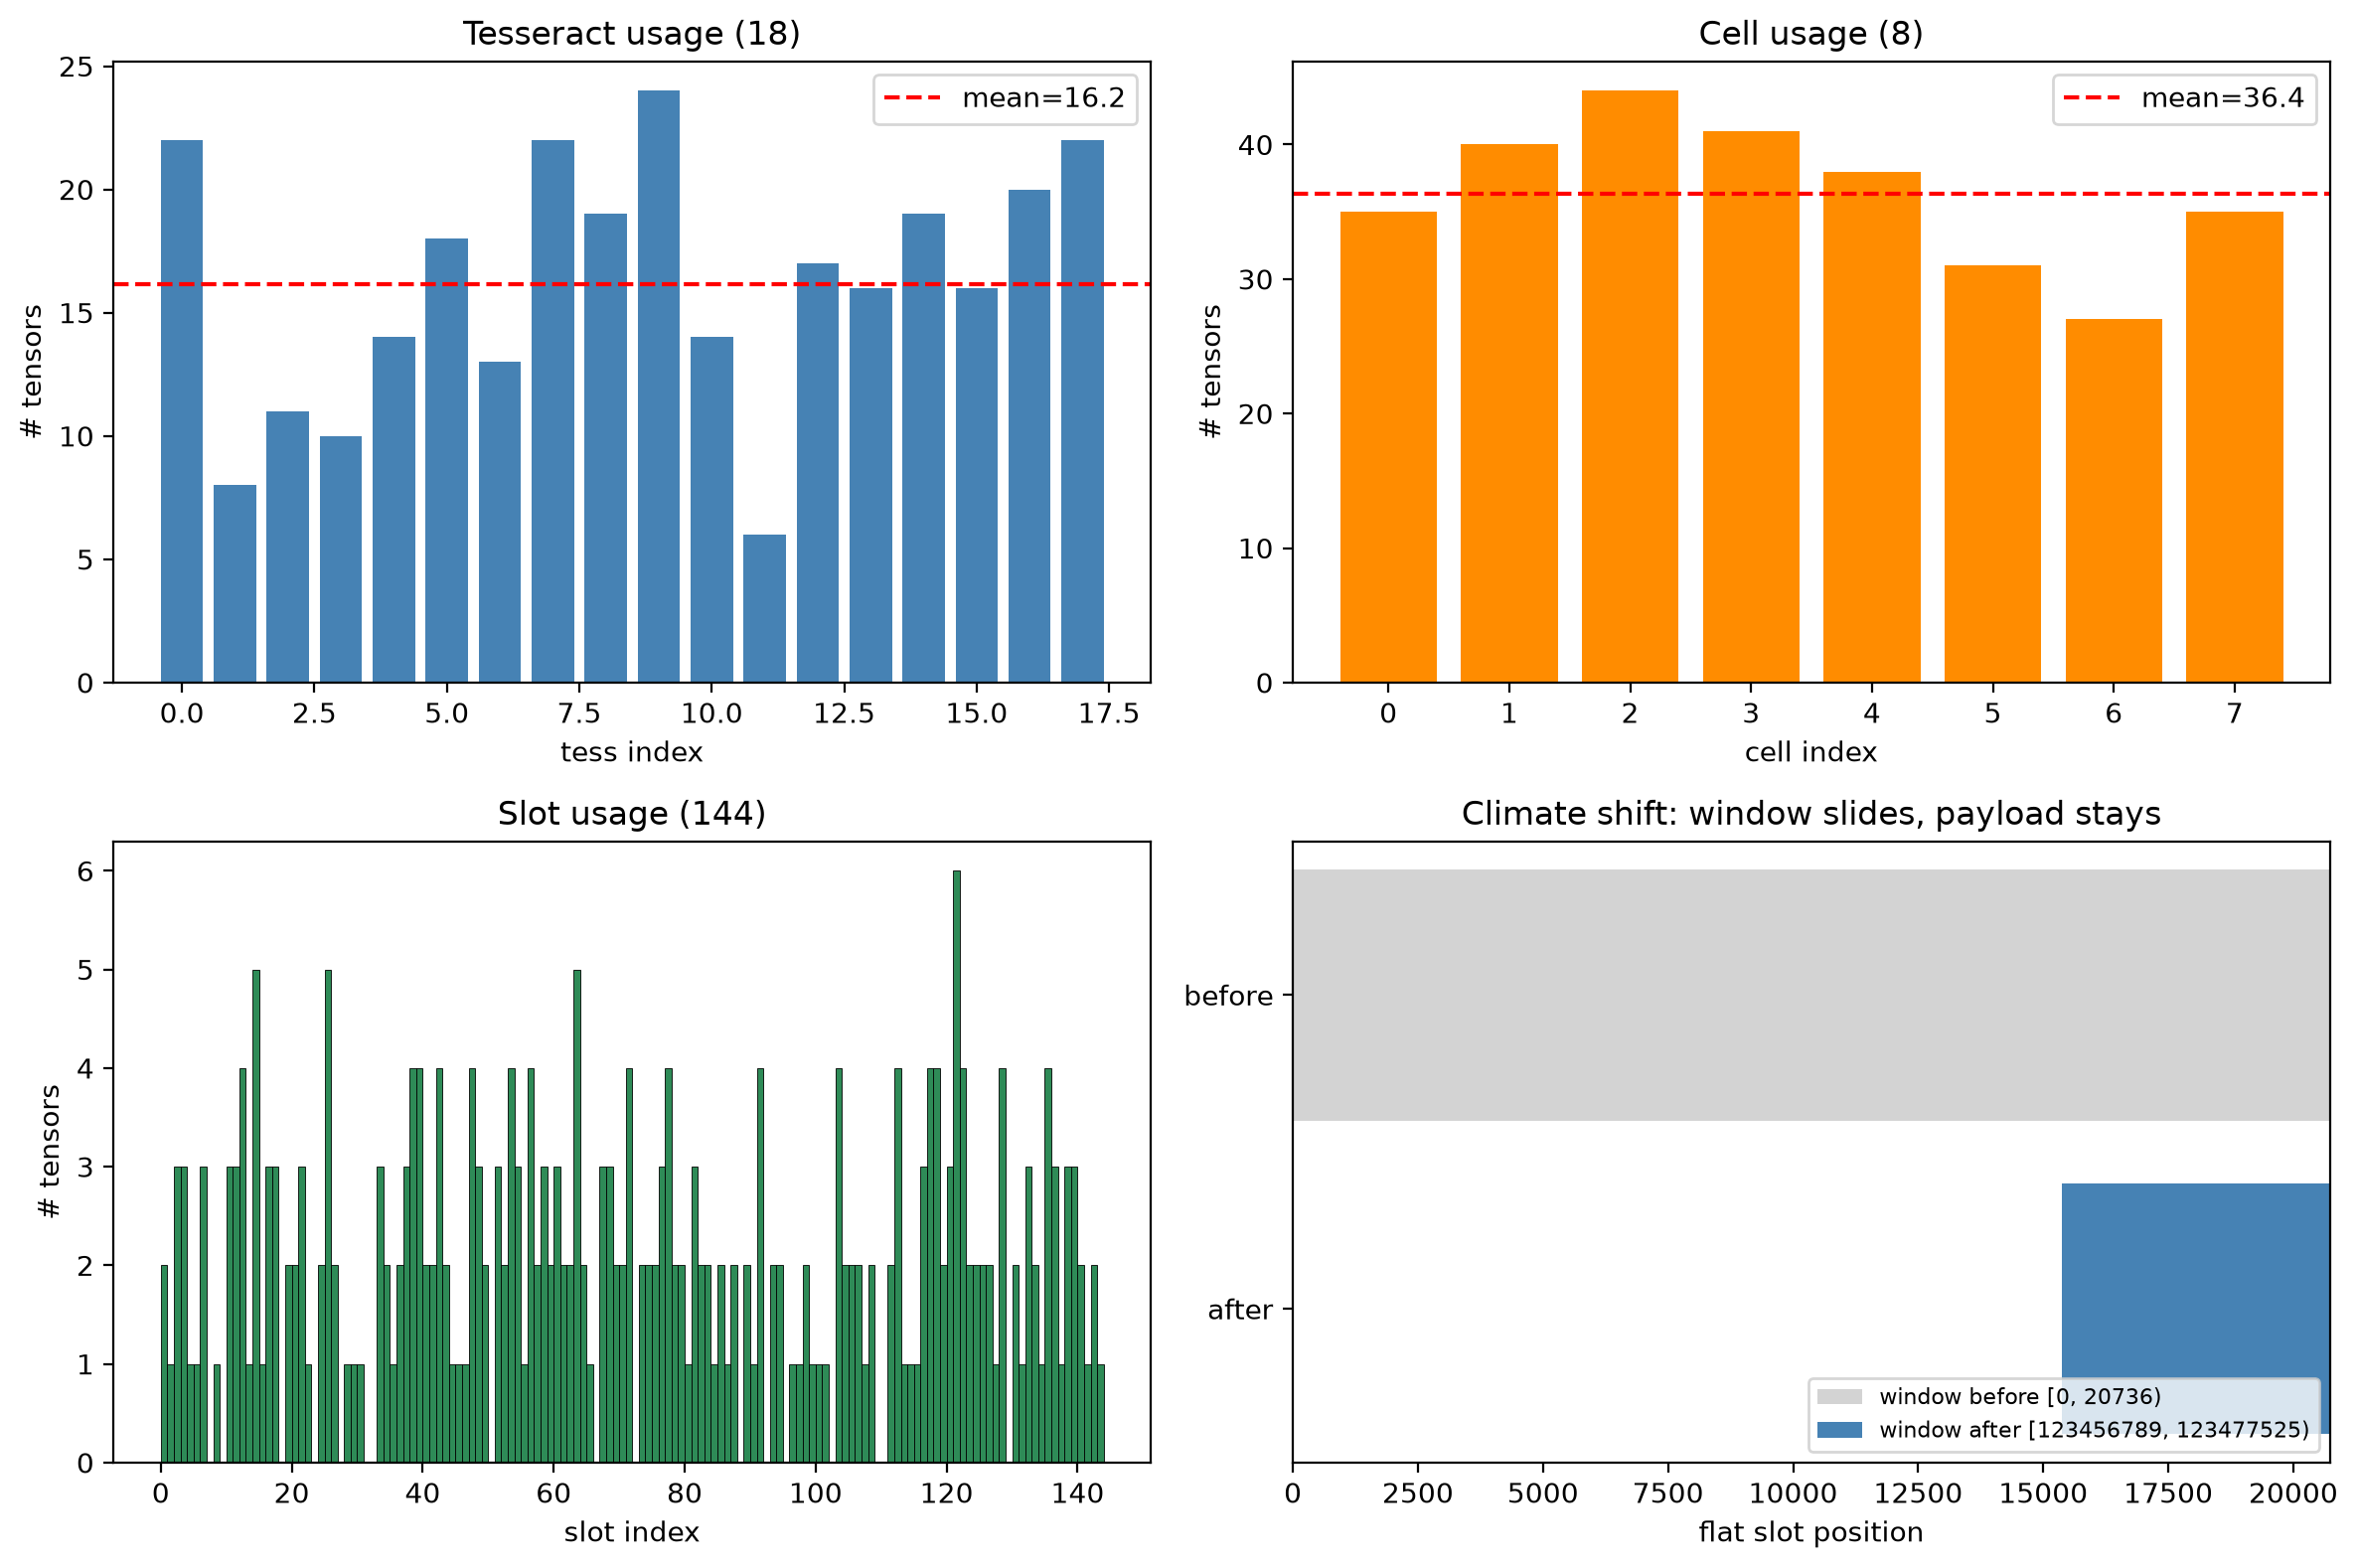 Tesseract usage (18)
25
20
15
10
5
0
# tensors
mean=16.2
0.0 2.5 5.0 7.5 10.0 12.5 15.0 17.5
tess index
Cell usage (8)
40
30
20
10
0
# tensors
mean=36.4
0 1 2 3 4 5 6 7
cell index
Slot usage (144)
6
5
4
3
2
1
0
# tensors
0 20 40 60 80 100 120 140
slot index
Climate shift: window slides, payload stays
before
after
window before [0, 20736)
window after [123456789, 123477525)
0 2500 5000 7500 10000 12500 15000 17500 20000
flat slot position